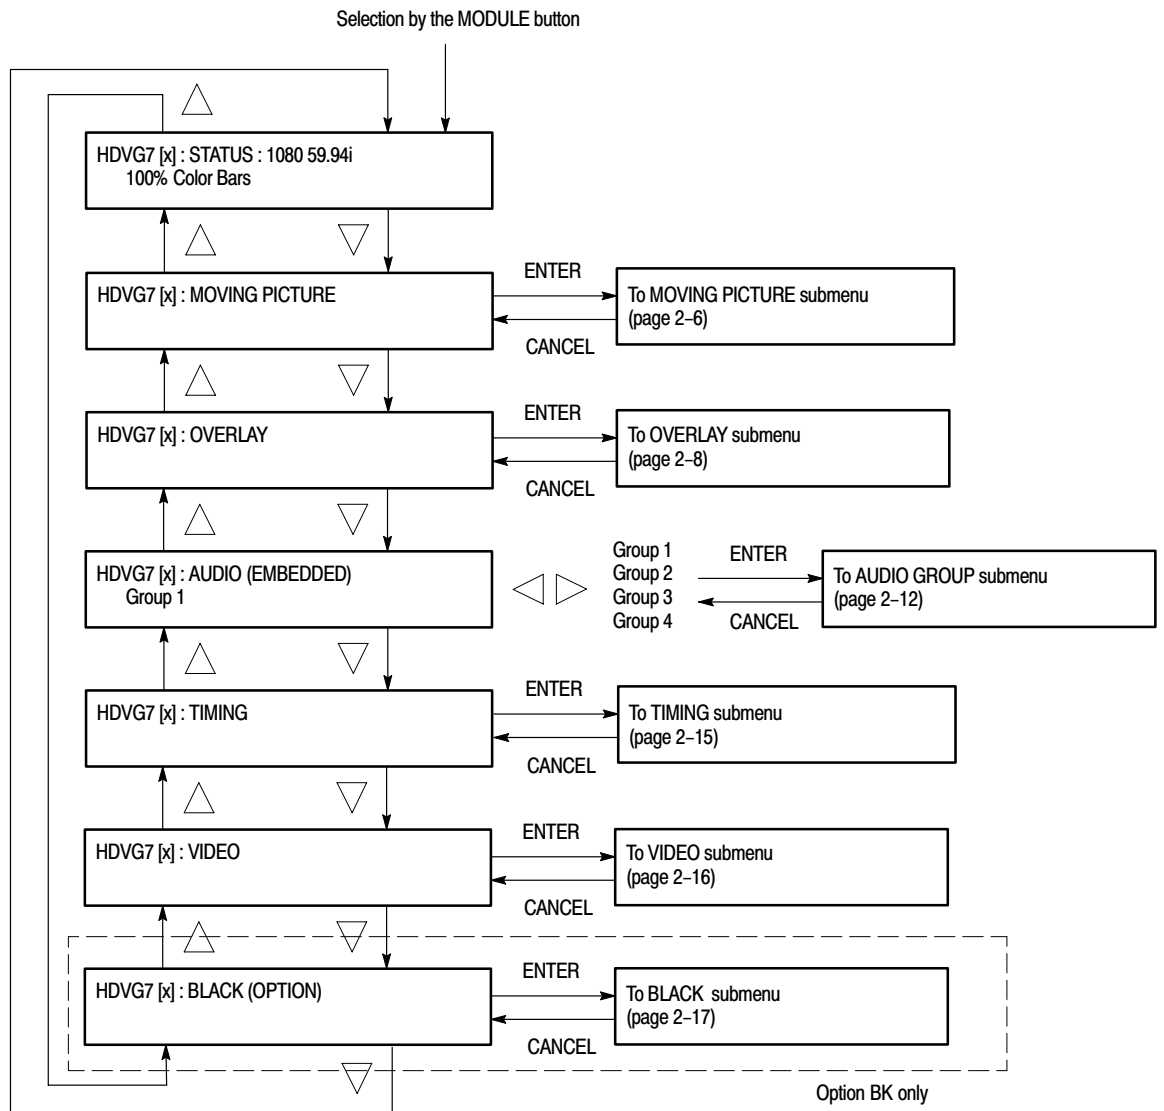 Selection by the MODULE button
HDVG7 [x] : STATUS : 1080 59.94i
100% Color Bars
HDVG7 [x] : MOVING PICTURE
ENTER
To MOVING PICTURE submenu
(page 2–6)
CANCEL
HDVG7 [x] : OVERLAY
ENTER
To OVERLAY submenu
(page 2–8)
CANCEL
HDVG7 [x] : AUDIO (EMBEDDED)
Group 1
Group 1
Group 2
Group 3
Group 4
ENTER
To AUDIO GROUP submenu
(page 2–12)
CANCEL
HDVG7 [x] : TIMING
ENTER
To TIMING submenu
(page 2–15)
CANCEL
HDVG7 [x] : VIDEO
ENTER
To VIDEO submenu
(page 2–16)
CANCEL
HDVG7 [x] : BLACK (OPTION)
ENTER
To BLACK submenu
(page 2–17)
CANCEL
Option BK only